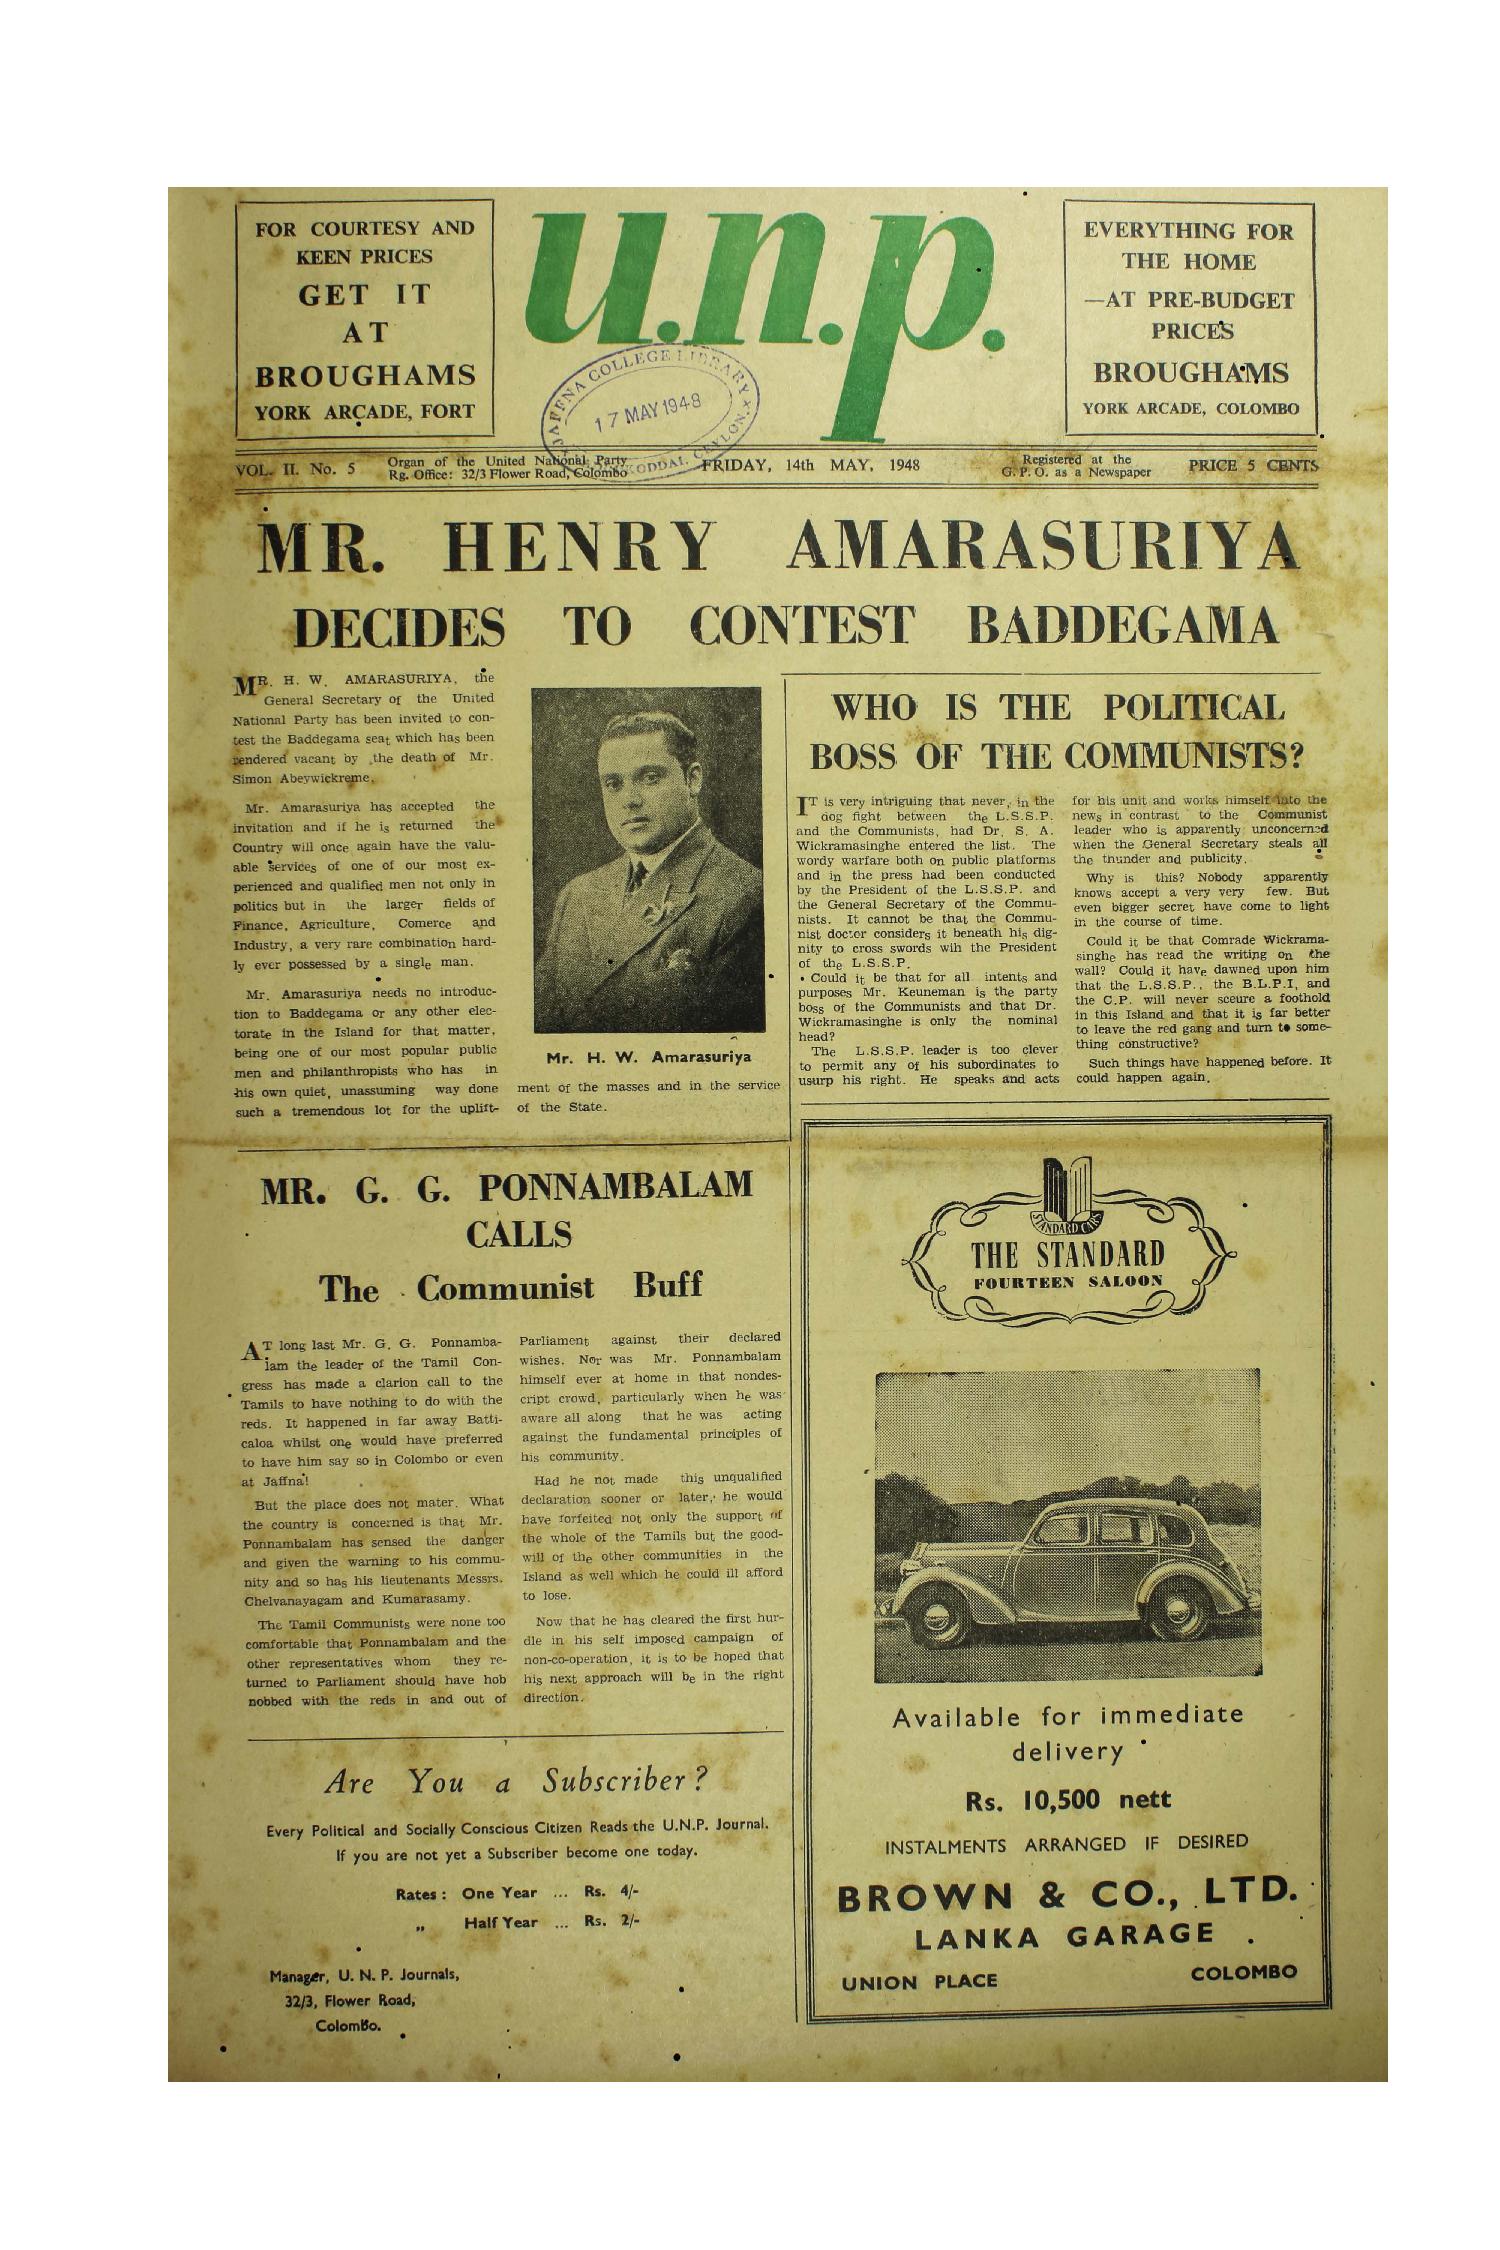 FOR COURTESY AND
KEEN PRICES
GET IT
AT
BROUGHAMS
YORK ARCADE, FORT
u.n.p.
EVERYTHING FOR
THE HOME
—AT PRE-BUDGET
PRICES
BROUGHAMS
YORK ARCADE, COLOMBO
JAFFNA COLLEGE LIBRARY
17 MAY 1948
CEYLON.
VOL. II. No. 5
Organ of the United National Party
Rg. Office: 32/3 Flower Road, Colombo
FRIDAY, 14th MAY, 1948
Registered at the
G. P. O. as a Newspaper
PRICE 5 CENTS
MR. HENRY AMARASURIYA
DECIDES TO CONTEST BADDEGAMA
MR. H. W. AMARASURIYA, the
General Secretary of the United
National Party has been invited to con-
test the Baddegama seat which has been
rendered vacant by the death of Mr.
Simon Abeywickreme.
Mr. Amarasuriya has accepted the
invitation and if he is returned the
Country will once again have the valu-
able services of one of our most ex-
perienced and qualified men not only in
politics but in the larger fields of
Finance, Agriculture, Comerce and
Industry, a very rare combination hard-
ly ever possessed by a single man.
Mr. Amarasuriya needs no introduc-
tion to Baddegama or any other elec-
torate in the Island for that matter,
being one of our most popular public
men and philanthropists who has in
his own quiet, unassuming way done
such a tremendous lot for the uplift-
Mr. H. W. Amarasuriya
ment of the masses and in the service
of the State.
WHO IS THE POLITICAL
BOSS OF THE COMMUNISTS?
IT is very intriguing that never, in the
dog fight between the L.S.S.P.
and the Communists, had Dr. S. A.
Wickramasinghe entered the list. The
wordy warfare both on public platforms
and in the press had been conducted
by the President of the L.S.S.P. and
the General Secretary of the Commu-
nists. It cannot be that the Commu-
nist doctor considers it beneath his dig-
nity to cross swords wih the President
of the L.S.S.P.
Could it be that for all intents and
purposes Mr. Keuneman is the party
boss of the Communists and that Dr.
Wickramasinghe is only the nominal
head?
The L.S.S.P. leader is too clever
to permit any of his subordinates to
usurp his right. He speaks and acts
for his unit and works himself into the
news in contrast to the Communist
leader who is apparently unconcerned
when the General Secretary steals all
the thunder and publicity.
Why is this? Nobody apparently
knows accept a very very few. But
even bigger secret have come to light
in the course of time.
Could it be that Comrade Wickrama-
singhe has read the writing on the
wall? Could it have dawned upon him
that the L.S.S.P., the B.L.P.I, and
the C.P. will never sceure a foothold
in this Island and that it is far better
to leave the red gang and turn to some-
thing constructive?
Such things have happened before. It
could happen again.
MR. G. G. PONNAMBALAM
CALLS
The Communist Buff
AT long last Mr. G. G. Ponnamba-
lam the leader of the Tamil Con-
gress has made a clarion call to the
Tamils to have nothing to do with the
reds. It happened in far away Batti-
caloa whilst one would have preferred
to have him say so in Colombo or even
at Jaffna!
But the place does not mater. What
the country is concerned is that Mr.
Ponnambalam has sensed the danger
and given the warning to his commu-
nity and so has his lieutenants Messrs.
Chelvanayagam and Kumarasamy.
The Tamil Communists were none too
comfortable that Ponnambalam and the
other representatives whom they re-
turned to Parliament should have hob
nobbed with the reds in and out of
Parliament against their declared
wishes. Nor was Mr. Ponnambalam
himself ever at home in that nondes-
cript crowd, particularly when he was
aware all along that he was acting
against the fundamental principles of
his community.
Had he not made this unqualified
declaration sooner or later, he would
have forfeited not only the support of
the whole of the Tamils but the good-
will of the other communities in the
Island as well which he could ill afford
to lose.
Now that he has cleared the first hur-
dle in his self imposed campaign of
non-co-operation, it is to be hoped that
his next approach will be in the right
direction.
Are You a Subscriber?
Every Political and Socially Conscious Citizen Reads the U.N.P. Journal.
If you are not yet a Subscriber become one today.
Rates: One Year ... Rs. 4/-
„ Half Year ... Rs. 2/-
Manager, U. N. P. Journals,
32/3, Flower Road,
Colombo.
STANDARD CARS
THE STANDARD
FOURTEEN SALOON
Available for immediate
delivery
Rs. 10,500 nett
INSTALMENTS ARRANGED IF DESIRED
BROWN & CO., LTD.
LANKA GARAGE
UNION PLACE COLOMBO